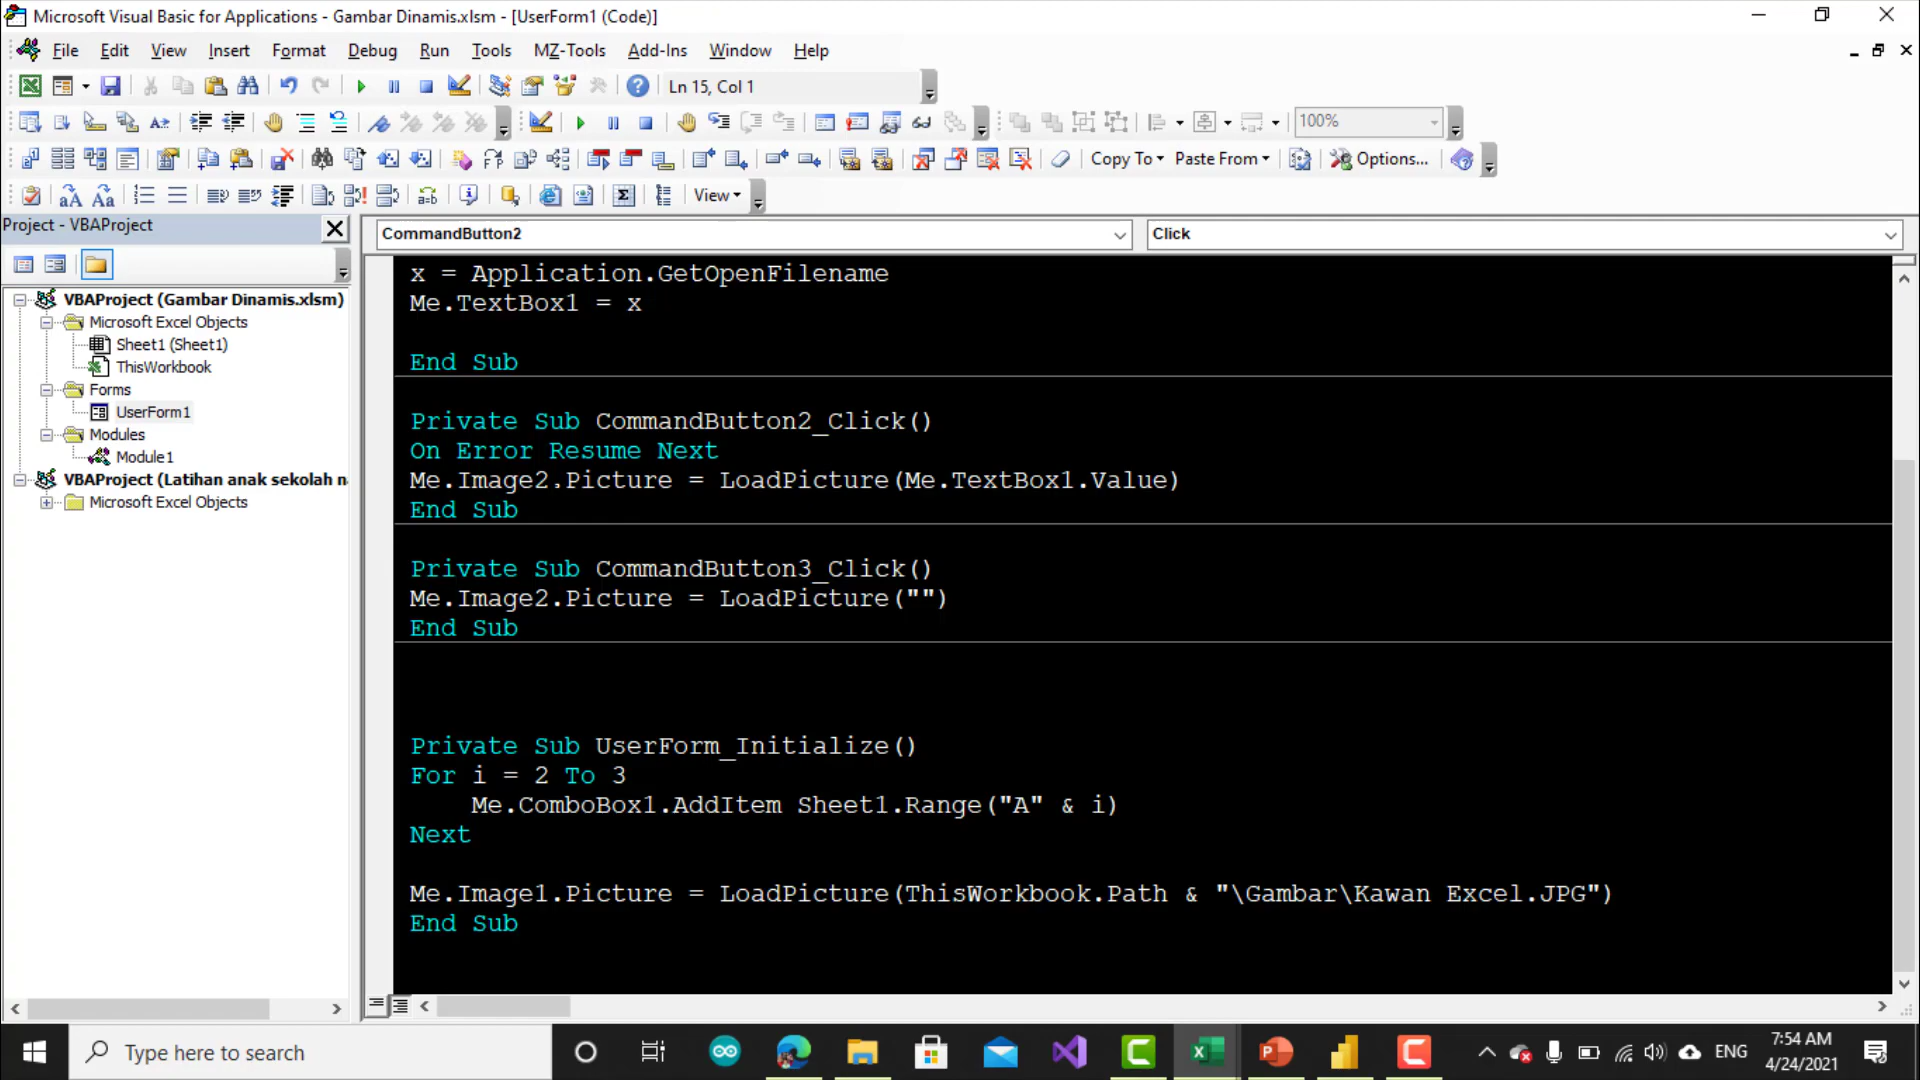 Microsoft Visual Basic for Applications - Gambar Dinamis.xlsm - [UserForm1 (Code)]
File Edit View Insert Format Debug Run Tools MZ-Tools Add-Ins Window Help
Ln 15, Col 1
100%
Copy To Paste From Options...
View
Project - VBAProject
CommandButton2 Click
VBAProject (Gambar Dinamis.xlsm)
Microsoft Excel Objects
Sheet1 (Sheet1)
ThisWorkbook
Forms
UserForm1
Modules
Module1
VBAProject (Latihan anak sekolah n
Microsoft Excel Objects
x = Application.GetOpenFilename
Me.TextBox1 = x
End Sub
Private Sub CommandButton2_Click()
On Error Resume Next
Me.Image2.Picture = LoadPicture(Me.TextBox1.Value)
End Sub
Private Sub CommandButton3_Click()
Me.Image2.Picture = LoadPicture("")
End Sub
Private Sub UserForm_Initialize()
For i = 2 To 3
Me.ComboBox1.AddItem Sheet1.Range("A" & i)
Next
Me.Image1.Picture = LoadPicture(ThisWorkbook.Path & "\Gambar\Kawan Excel.JPG")
End Sub
Type here to search
ENG
7:54 AM
4/24/2021